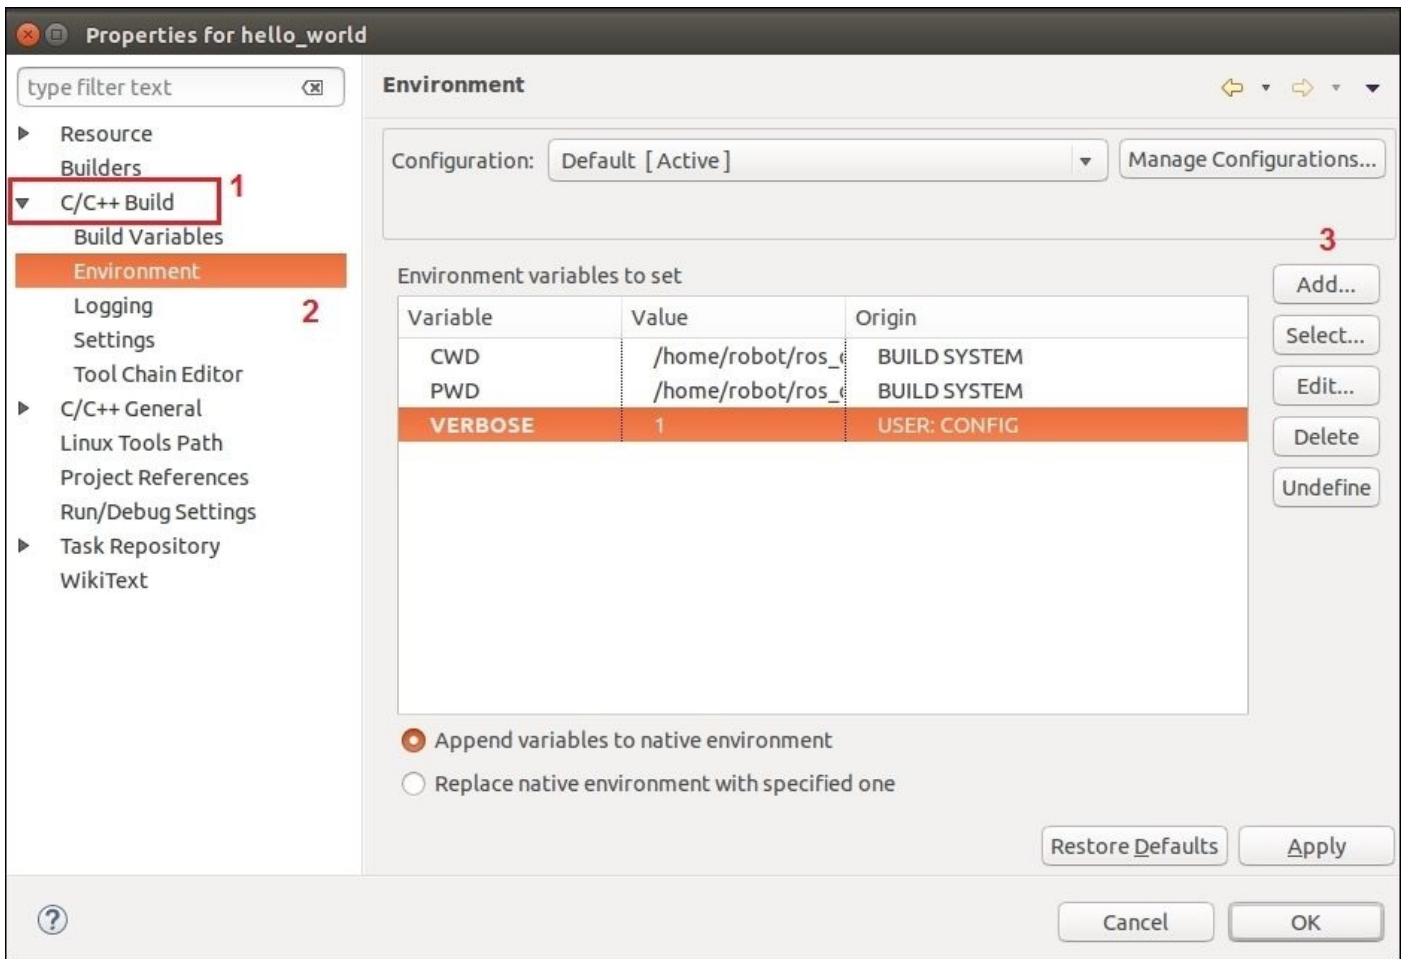 Properties for hello_world
type filter text
Resource
Builders
C/C++ Build
1
Build Variables
Environment
Logging
2
Settings
Tool Chain Editor
C/C++ General
Linux Tools Path
Project References
Run/Debug Settings
Task Repository
WikiText
Environment
Configuration: Default [Active] Manage Configurations...
3
Environment variables to set
Variable Value Origin
CWD /home/robot/ros_ BUILD SYSTEM
PWD /home/robot/ros_ BUILD SYSTEM
VERBOSE 1 USER: CONFIG
Add...
Select...
Edit...
Delete
Undefine
Append variables to native environment
Replace native environment with specified one
Restore Defaults Apply
? Cancel OK